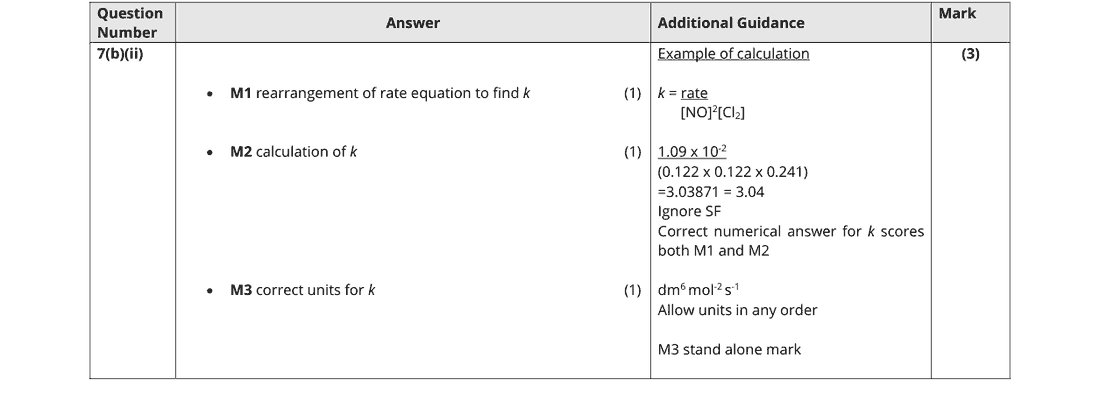 Question Number Answer Additional Guidance Mark
7(b)(ii) Example of calculation (3)
• M1 rearrangement of rate equation to find k (1) k = rate
[NO]²[Cl₂]
• M2 calculation of k (1) 1.09 x 10⁻²
(0.122 x 0.122 x 0.241)
=3.03871 = 3.04
Ignore SF
Correct numerical answer for k scores
both M1 and M2
• M3 correct units for k (1) dm⁶ mol⁻² s⁻¹
Allow units in any order
M3 stand alone mark